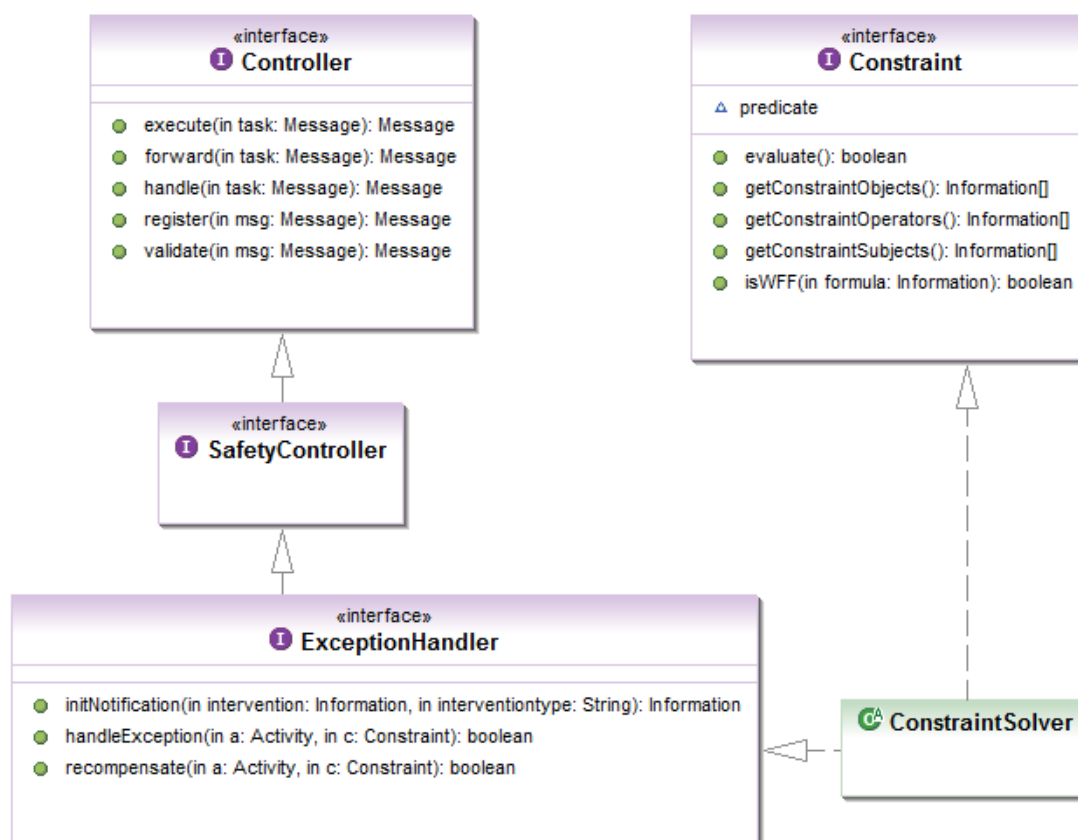 «interface»
Controller
execute(in task: Message): Message
forward(in task: Message): Message
handle(in task: Message): Message
register(in msg: Message): Message
validate(in msg: Message): Message
«interface»
Constraint
predicate
evaluate(): boolean
getConstraintObjects(): Information[]
getConstraintOperators(): Information[]
getConstraintSubjects(): Information[]
isWFF(in formula: Information): boolean
«interface»
SafetyController
«interface»
ExceptionHandler
initNotification(in intervention: Information, in interventiontype: String): Information
handleException(in a: Activity, in c: Constraint): boolean
recompensate(in a: Activity, in c: Constraint): boolean
ConstraintSolver